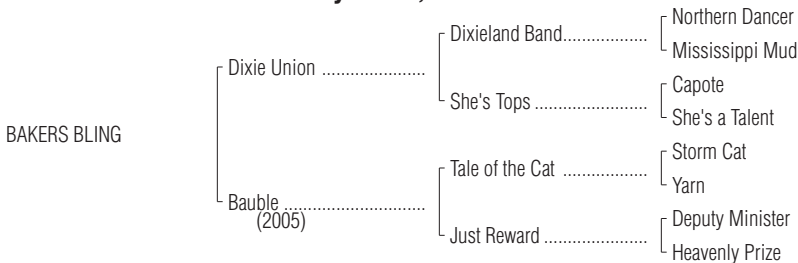 Northern Dancer
Dixieland Band..................
Mississippi Mud
Dixie Union ......................
Capote
She's Tops ........................
She's a Talent
BAKERS BLING
Storm Cat
Tale of the Cat ..................
Yarn
Bauble ..............................
(2005)
Deputy Minister
Just Reward ......................
Heavenly Prize